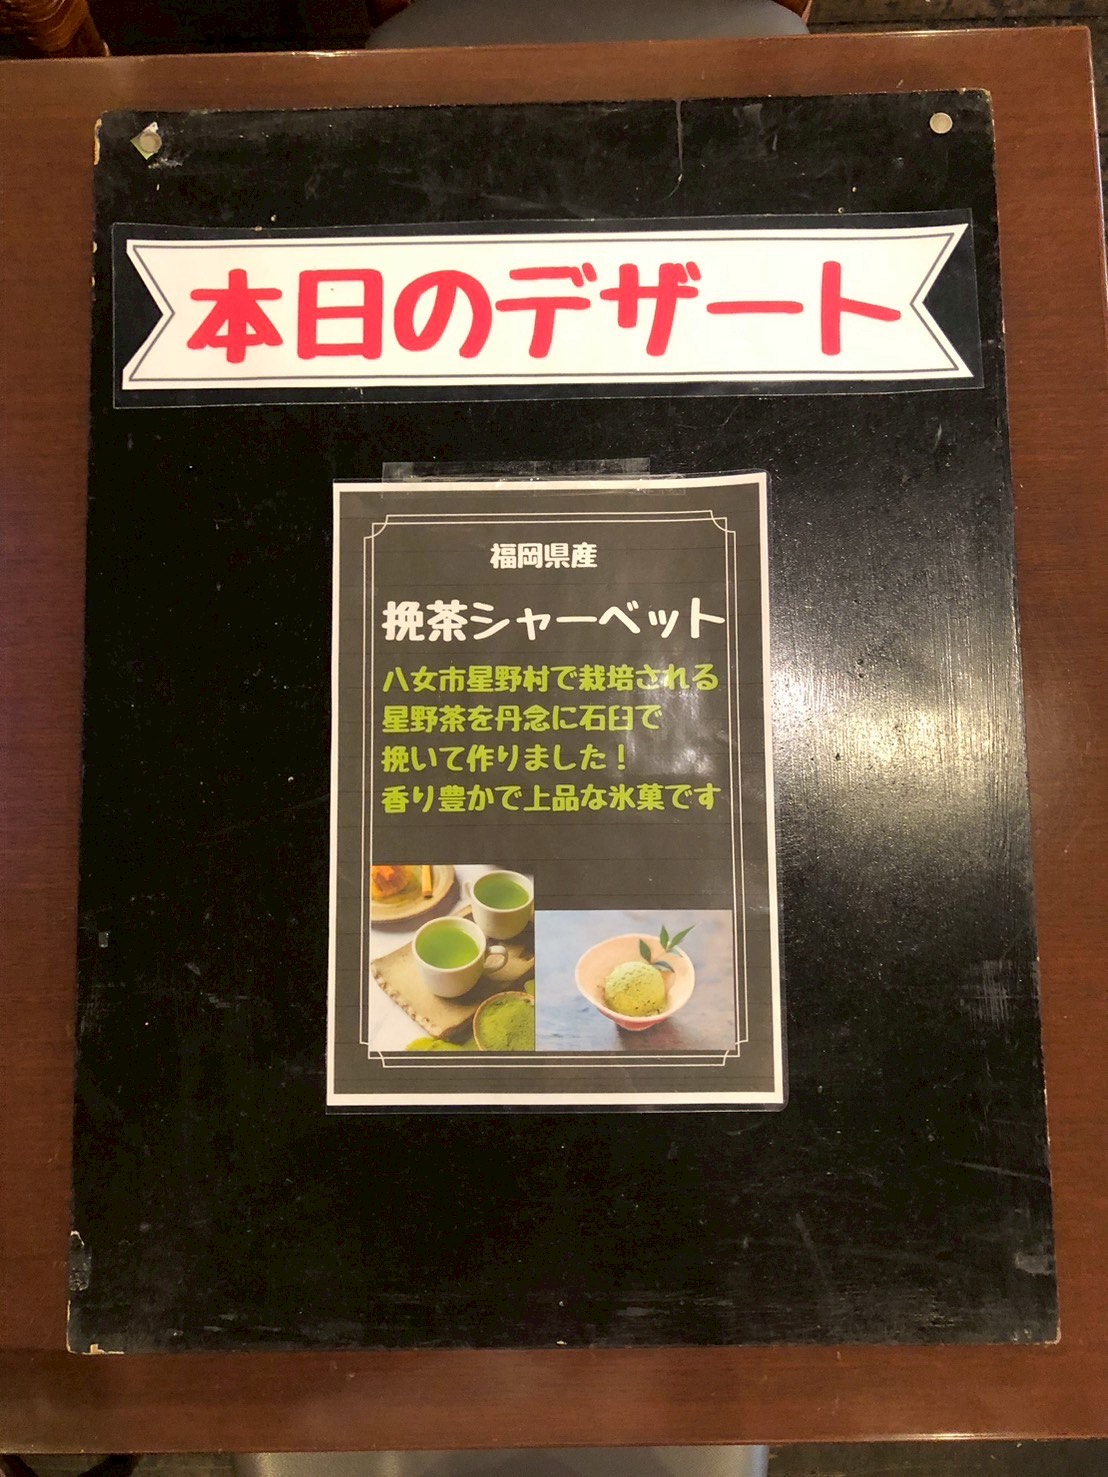 本日のデザート
福岡県産
挽茶シャーベット
八女市星野村で栽培される
星野茶を丹念に石臼で
挽いて作りました！
香り豊かで上品な氷菓です